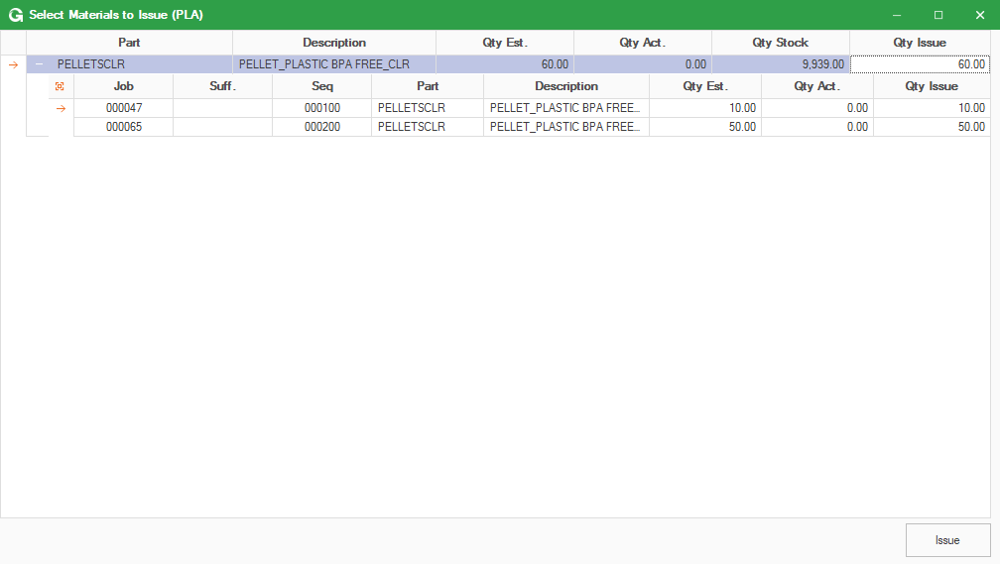 Select Materials to Issue (PLA)
Part Description Qty Est. Qty Act. Qty Stock Qty Issue
PELLETSCLR PELLET_PLASTIC BPA FREE_CLR 60.00 0.00 9,939.00 60.00
Job Suff. Seq Part Description Qty Est. Qty Act. Qty Issue
000047 000100 PELLETSCLR PELLET_PLASTIC BPA FREE... 10.00 0.00 10.00
000065 000200 PELLETSCLR PELLET_PLASTIC BPA FREE... 50.00 0.00 50.00
Issue